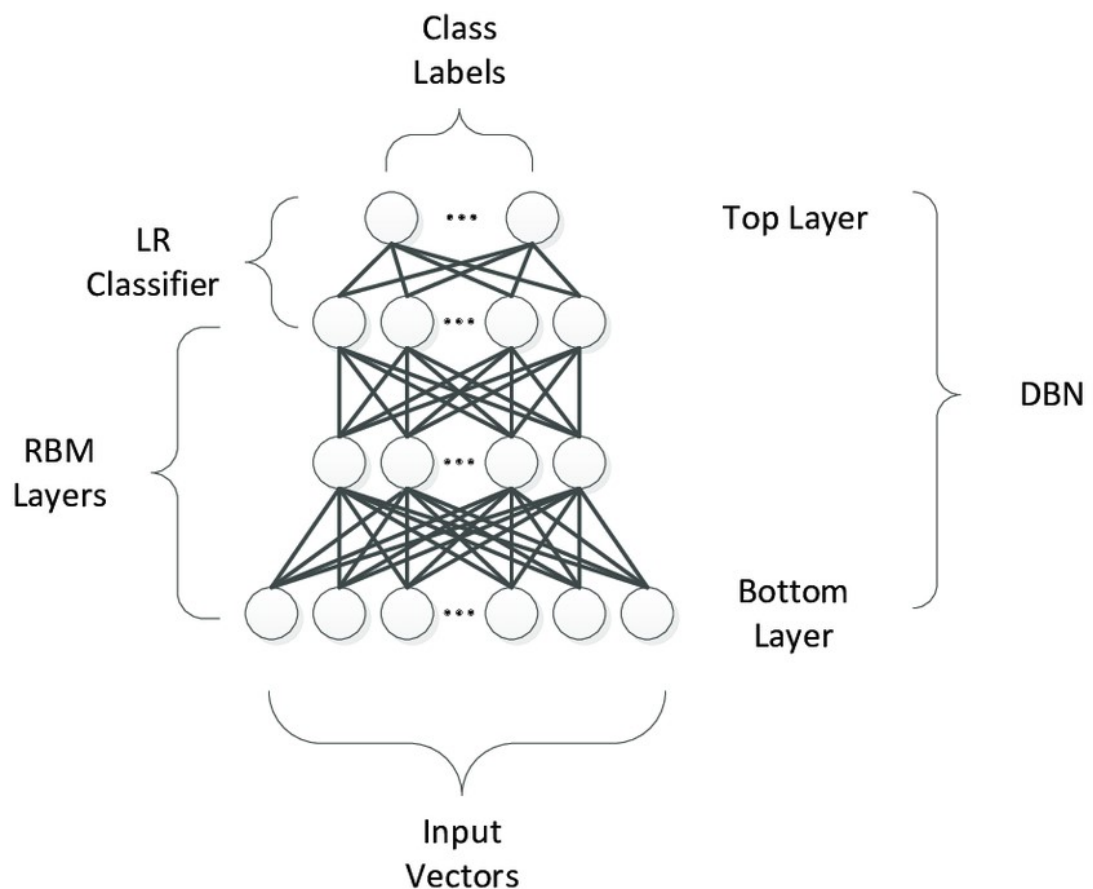 Class
Labels
LR
Classifier
Top Layer
RBM
Layers
DBN
Bottom
Layer
Input
Vectors